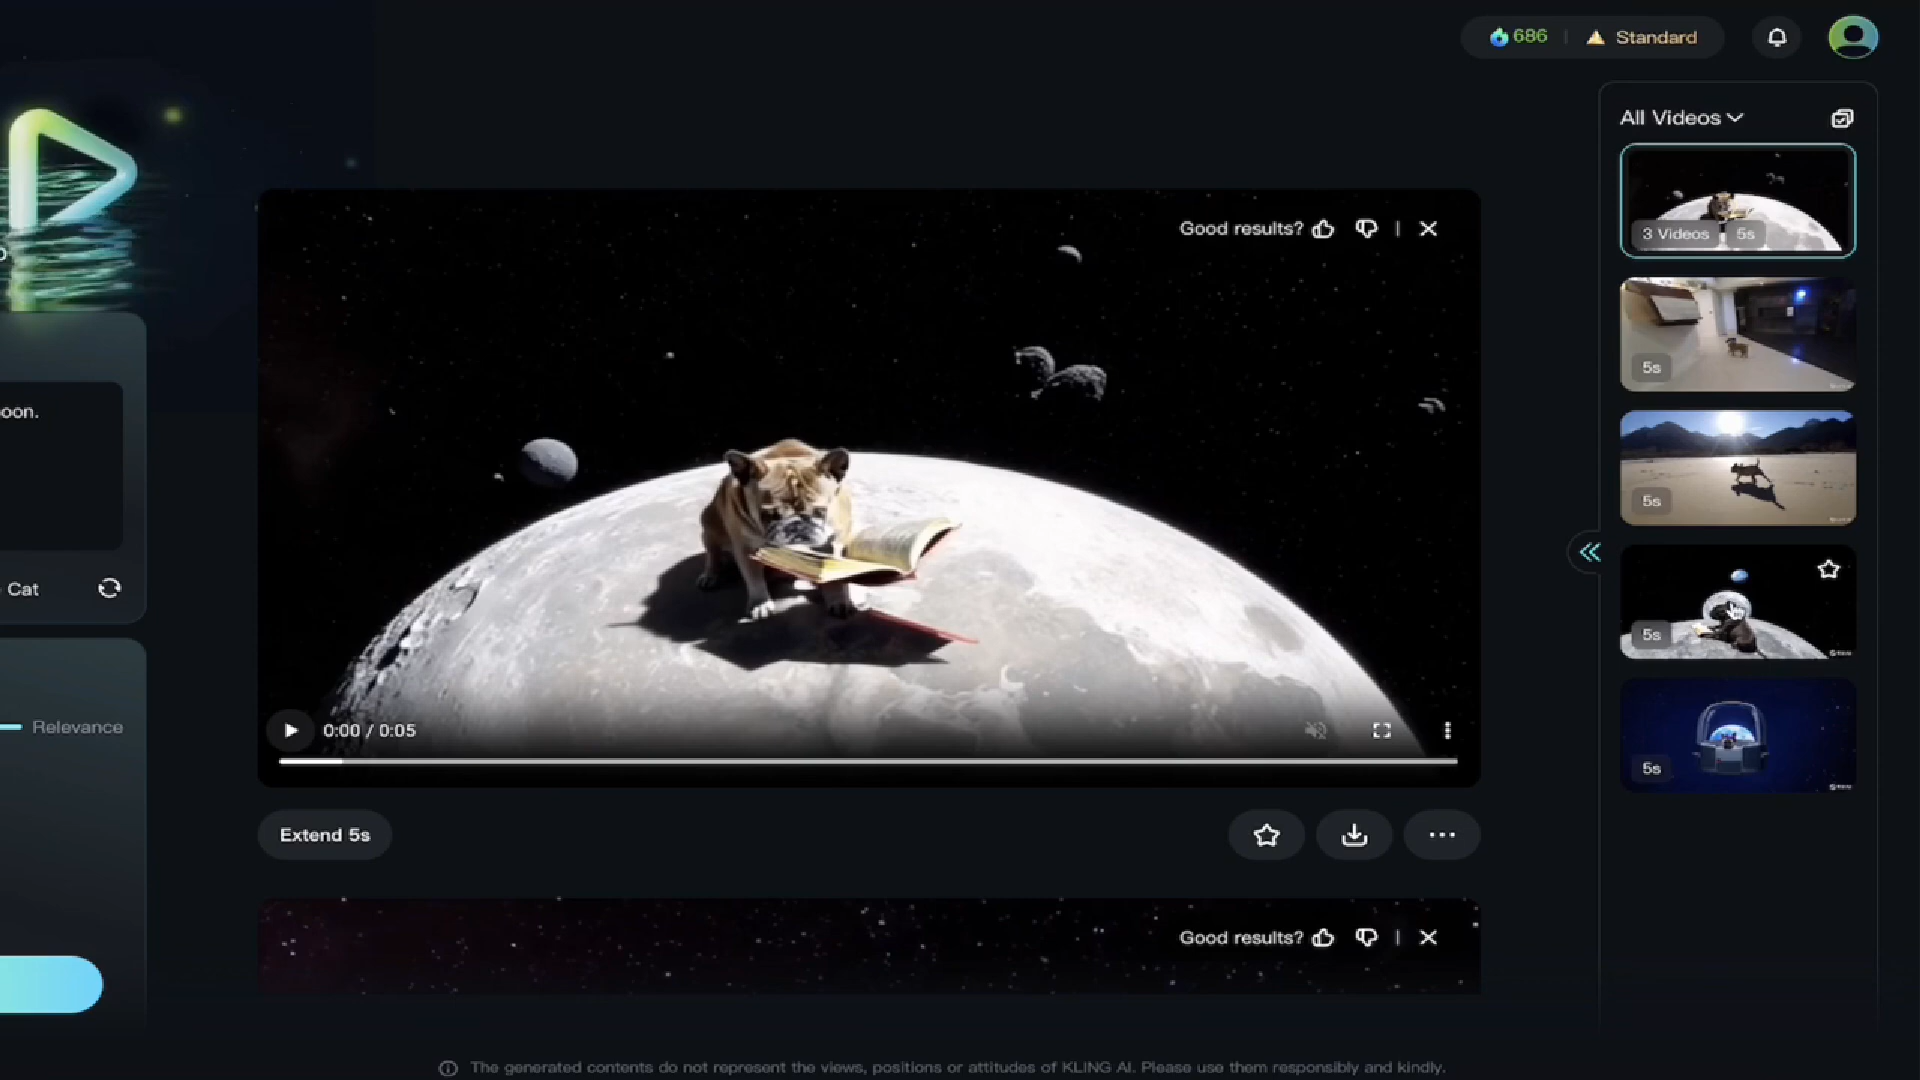 686 | Standard
All Videos
Good results? |
3 Videos 5s
5s
oon.
5s
5s
Cat
Relevance
0:00 / 0:05
5s
Extend 5s
Good results? |
The generated contents do not represent the views, positions or attitudes of KLING AI. Please use them responsibly and kindly.